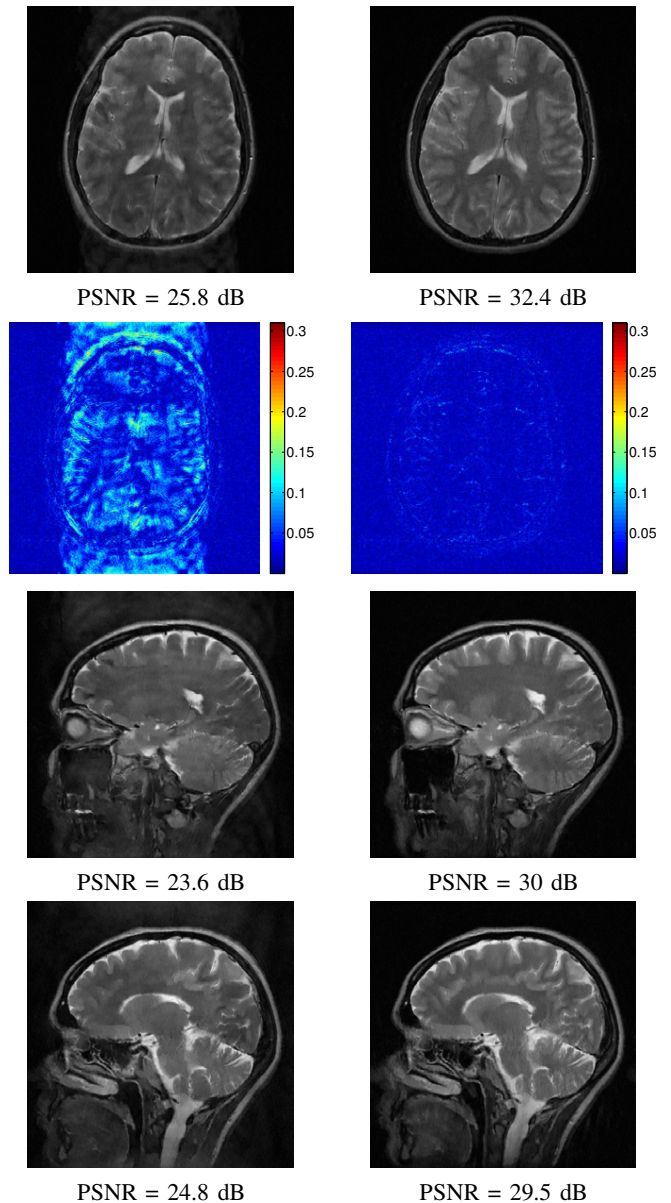 PSNR = 25.8 dB
PSNR = 32.4 dB
0.3
0.25
0.2
0.15
0.1
0.05
0.3
0.25
0.2
0.15
0.1
0.05
PSNR = 23.6 dB
PSNR = 30 dB
PSNR = 24.8 dB
PSNR = 29.5 dB